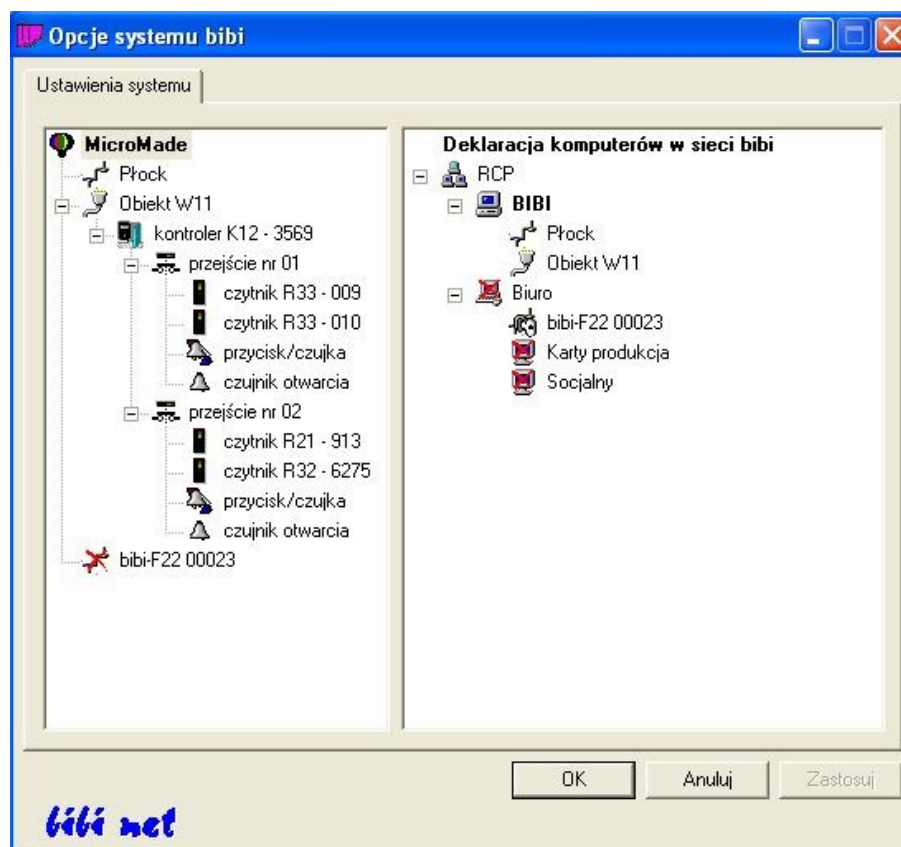 Opcje systemu bibi
Ustawienia systemu
MicroMade
Płock
Obiekt W11
kontroler K12 - 3569
przejście nr 01
czytnik R33 - 009
czytnik R33 - 010
przycisk/czujka
czujnik otwarcia
przejście nr 02
czytnik R21 - 913
czytnik R32 - 6275
przycisk/czujka
czujnik otwarcia
bibi-F22 00023
Deklaracja komputerów w sieci bibi
RCP
BIBI
Płock
Obiekt W11
Biuro
bibi-F22 00023
Karty produkcja
Socjalny
OK
Anuluj
Zastosuj
bibi net